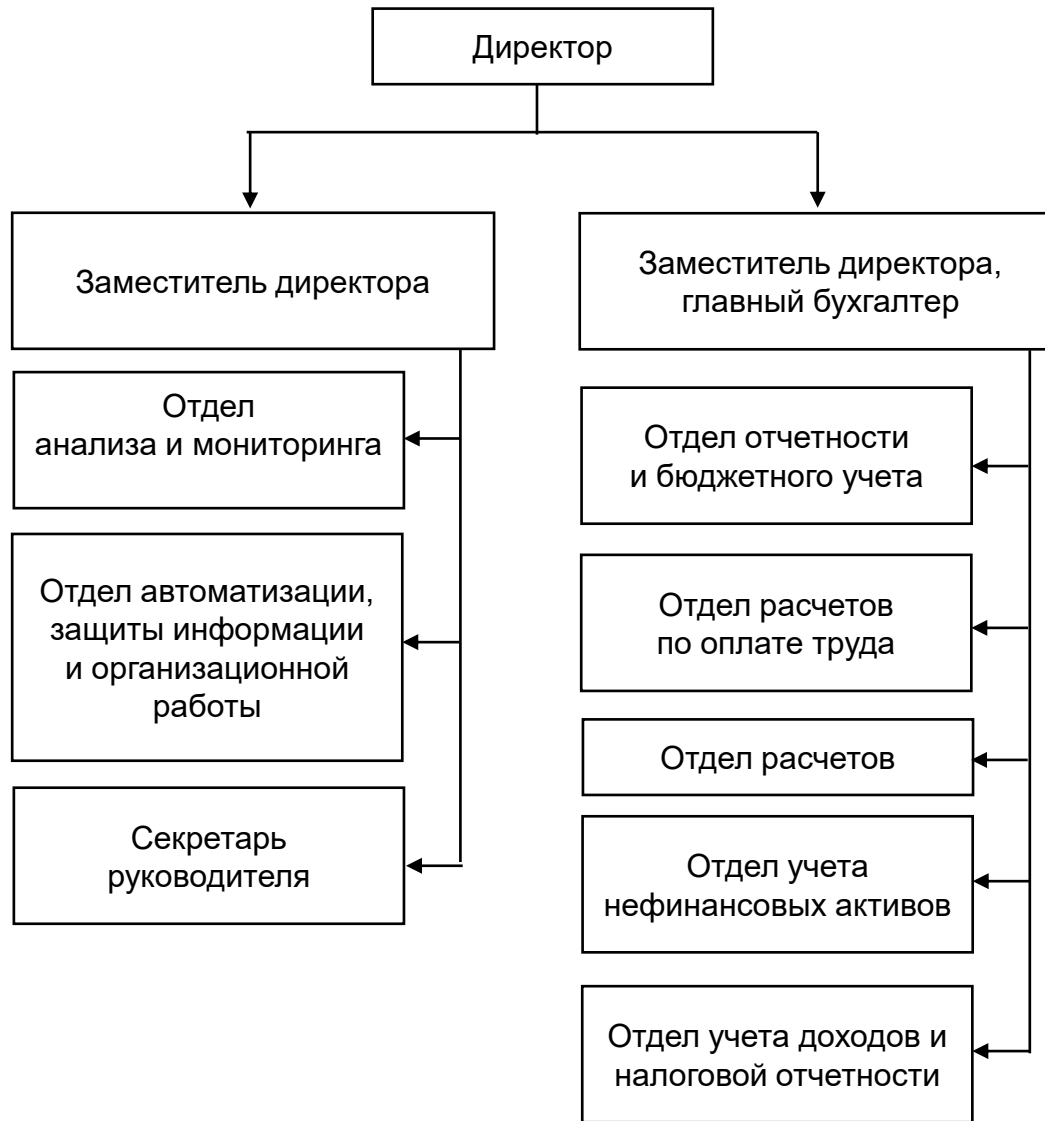 Директор
Заместитель директора
Заместитель директора,
главный бухгалтер
Отдел
анализа и мониторинга
Отдел автоматизации,
защиты информации
и организационной
работы
Секретарь
руководителя
Отдел отчетности
и бюджетного учета
Отдел расчетов
по оплате труда
Отдел расчетов
Отдел учета
нефинансовых активов
Отдел учета доходов и
налоговой отчетности